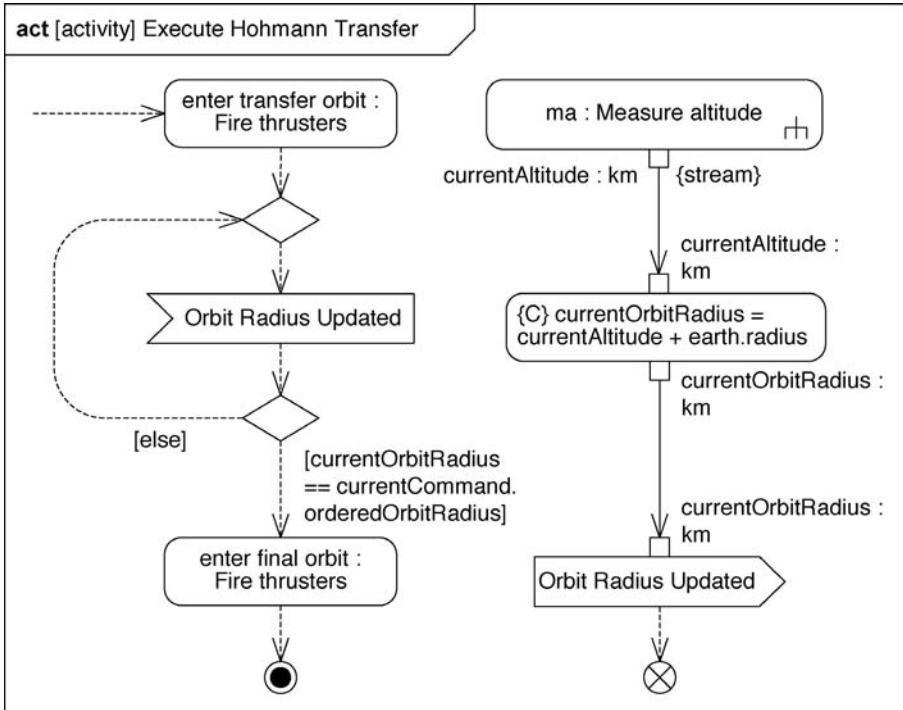 act [activity] Execute Hohmann Transfer
enter transfer orbit :
Fire thrusters
Orbit Radius Updated
[else]
[currentOrbitRadius
== currentCommand.
orderedOrbitRadius]
enter final orbit :
Fire thrusters
ma : Measure altitude
currentAltitude : km
{stream}
currentAltitude :
km
{C} currentOrbitRadius =
currentAltitude + earth.radius
currentOrbitRadius :
km
currentOrbitRadius :
km
Orbit Radius Updated